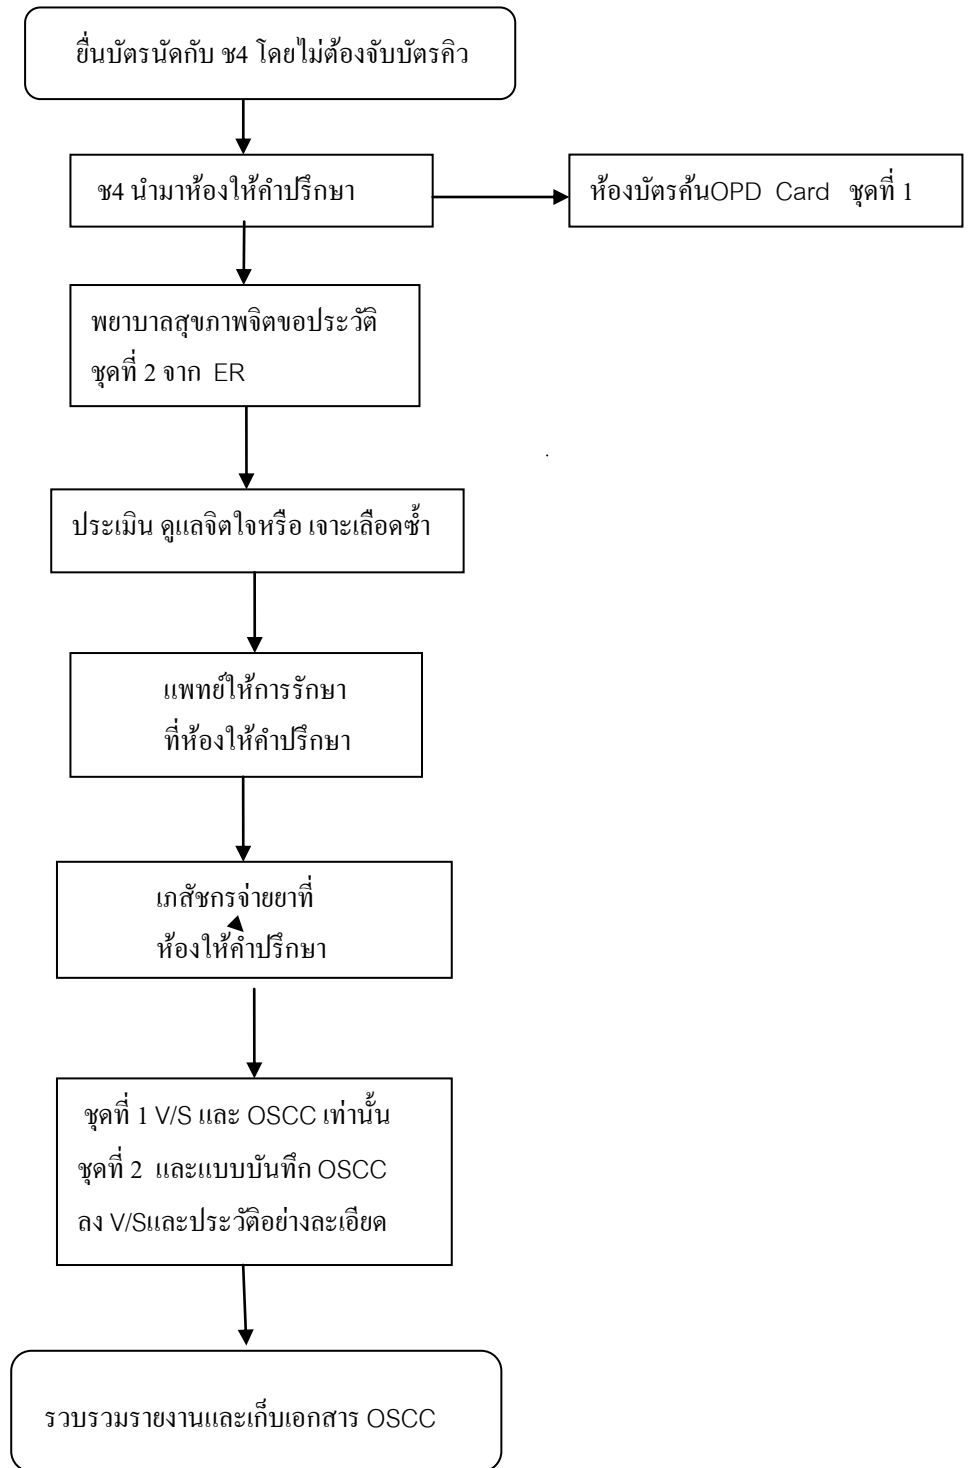 ยื่นบัตรนัดกับ ช4 โดยไม่ต้องจับบัตรคิว
ช4 นำมาห้องให้คำปรึกษา
ห้องบัตรค้นOPD Card ชุดที่ 1
พยาบาลสุขภาพจิตขอประวัติ
ชุดที่ 2 จาก ER
ประเมิน ดูแลจิตใจหรือ เจาะเลือดซ้ำ
แพทย์ให้การรักษา
ที่ห้องให้คำปรึกษา
เภสัชกรจ่ายยาที่
ห้องให้คำปรึกษา
ชุดที่ 1 V/S และ OSCC เท่านั้น
ชุดที่ 2 และแบบบันทึก OSCC
ลง V/Sและประวัติอย่างละเอียด
รวบรวมรายงานและเก็บเอกสาร OSCC